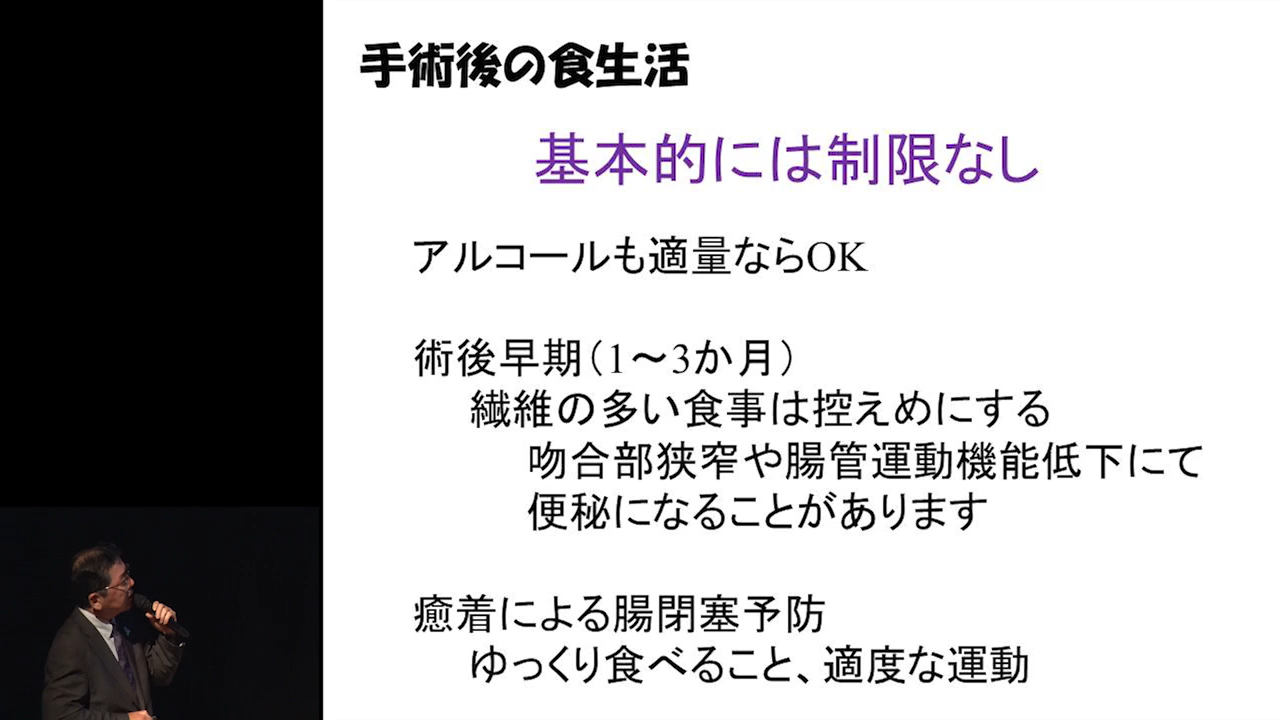 手術後の食生活
基本的には制限なし
アルコールも適量ならOK
術後早期（1～3か月）
繊維の多い食事は控えめにする
吻合部狭窄や腸管運動機能低下にて
便秘になることがあります
癒着による腸閉塞予防
ゆっくり食べること、適度な運動